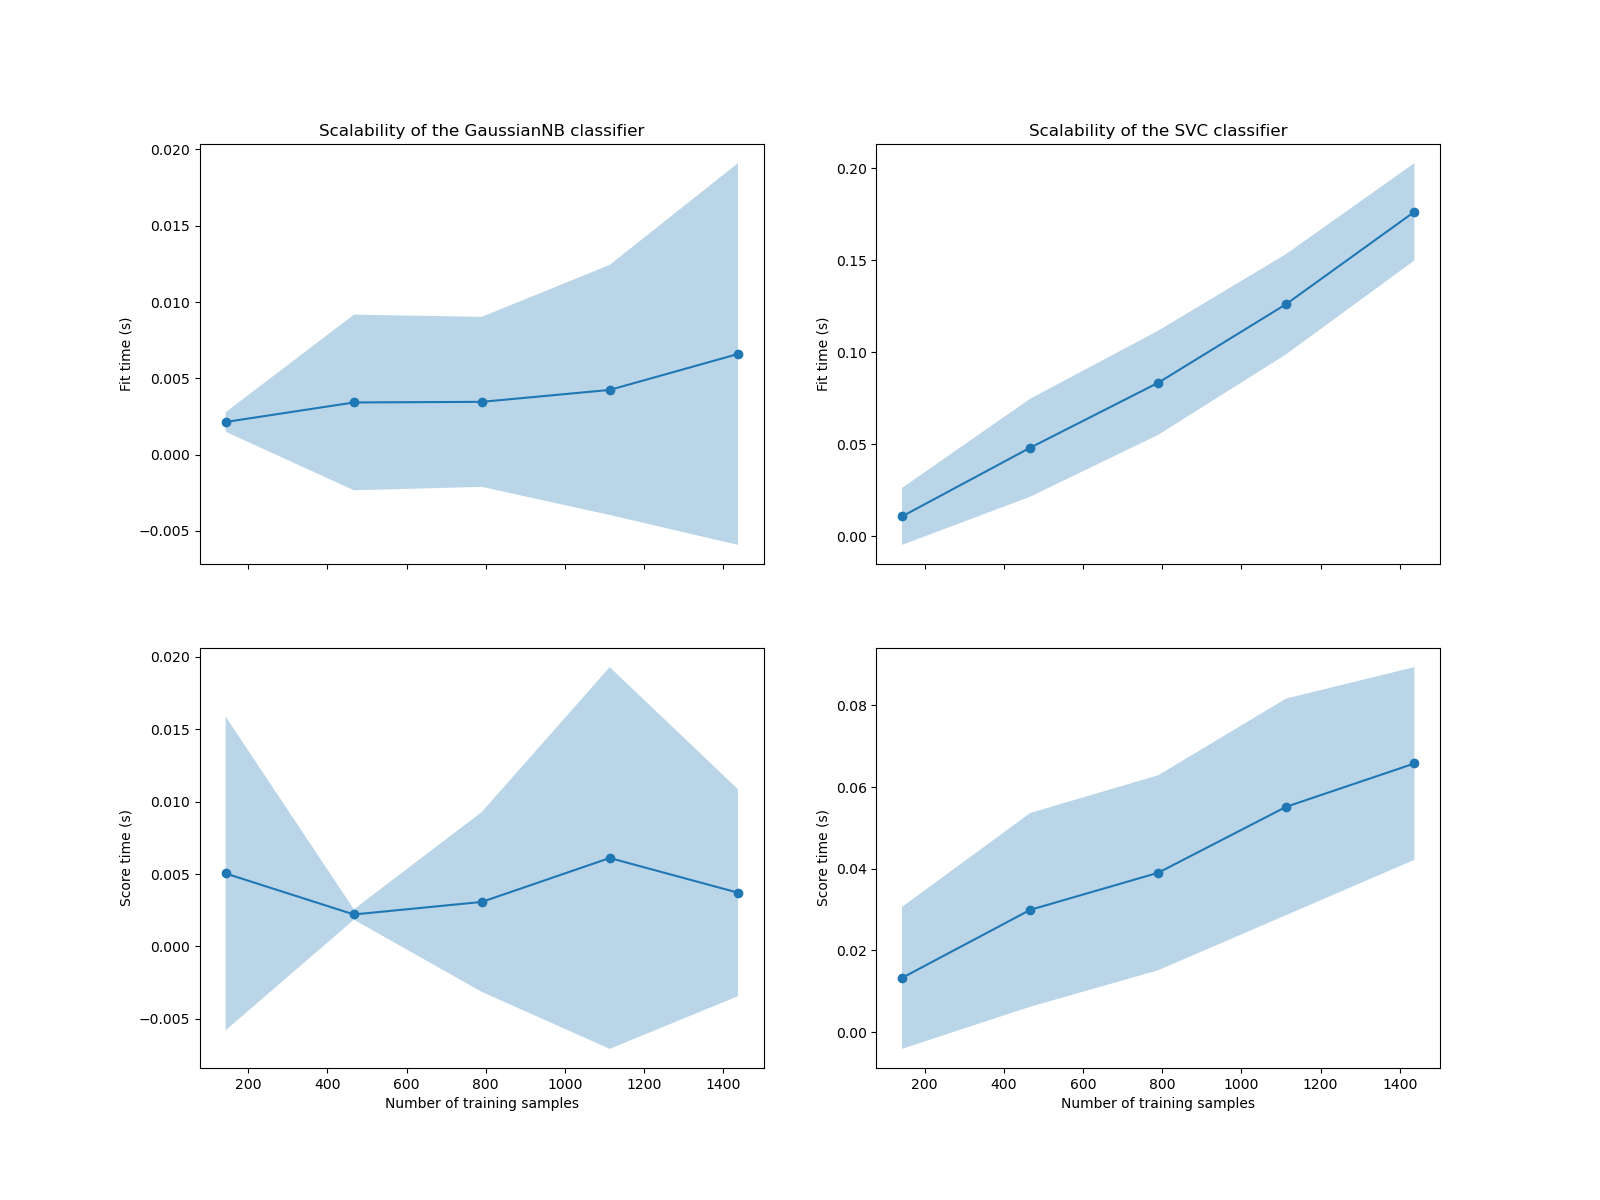 Scalability of the GaussianNB classifier
0.020
0.015
0.010
0.005
0.000
−0.005
Fit time (s)
Scalability of the SVC classifier
0.20
0.15
0.10
0.05
0.00
Fit time (s)
0.020
0.015
0.010
0.005
0.000
−0.005
Score time (s)
200 400 600 800 1000 1200 1400
Number of training samples
0.08
0.06
0.04
0.02
0.00
Score time (s)
200 400 600 800 1000 1200 1400
Number of training samples